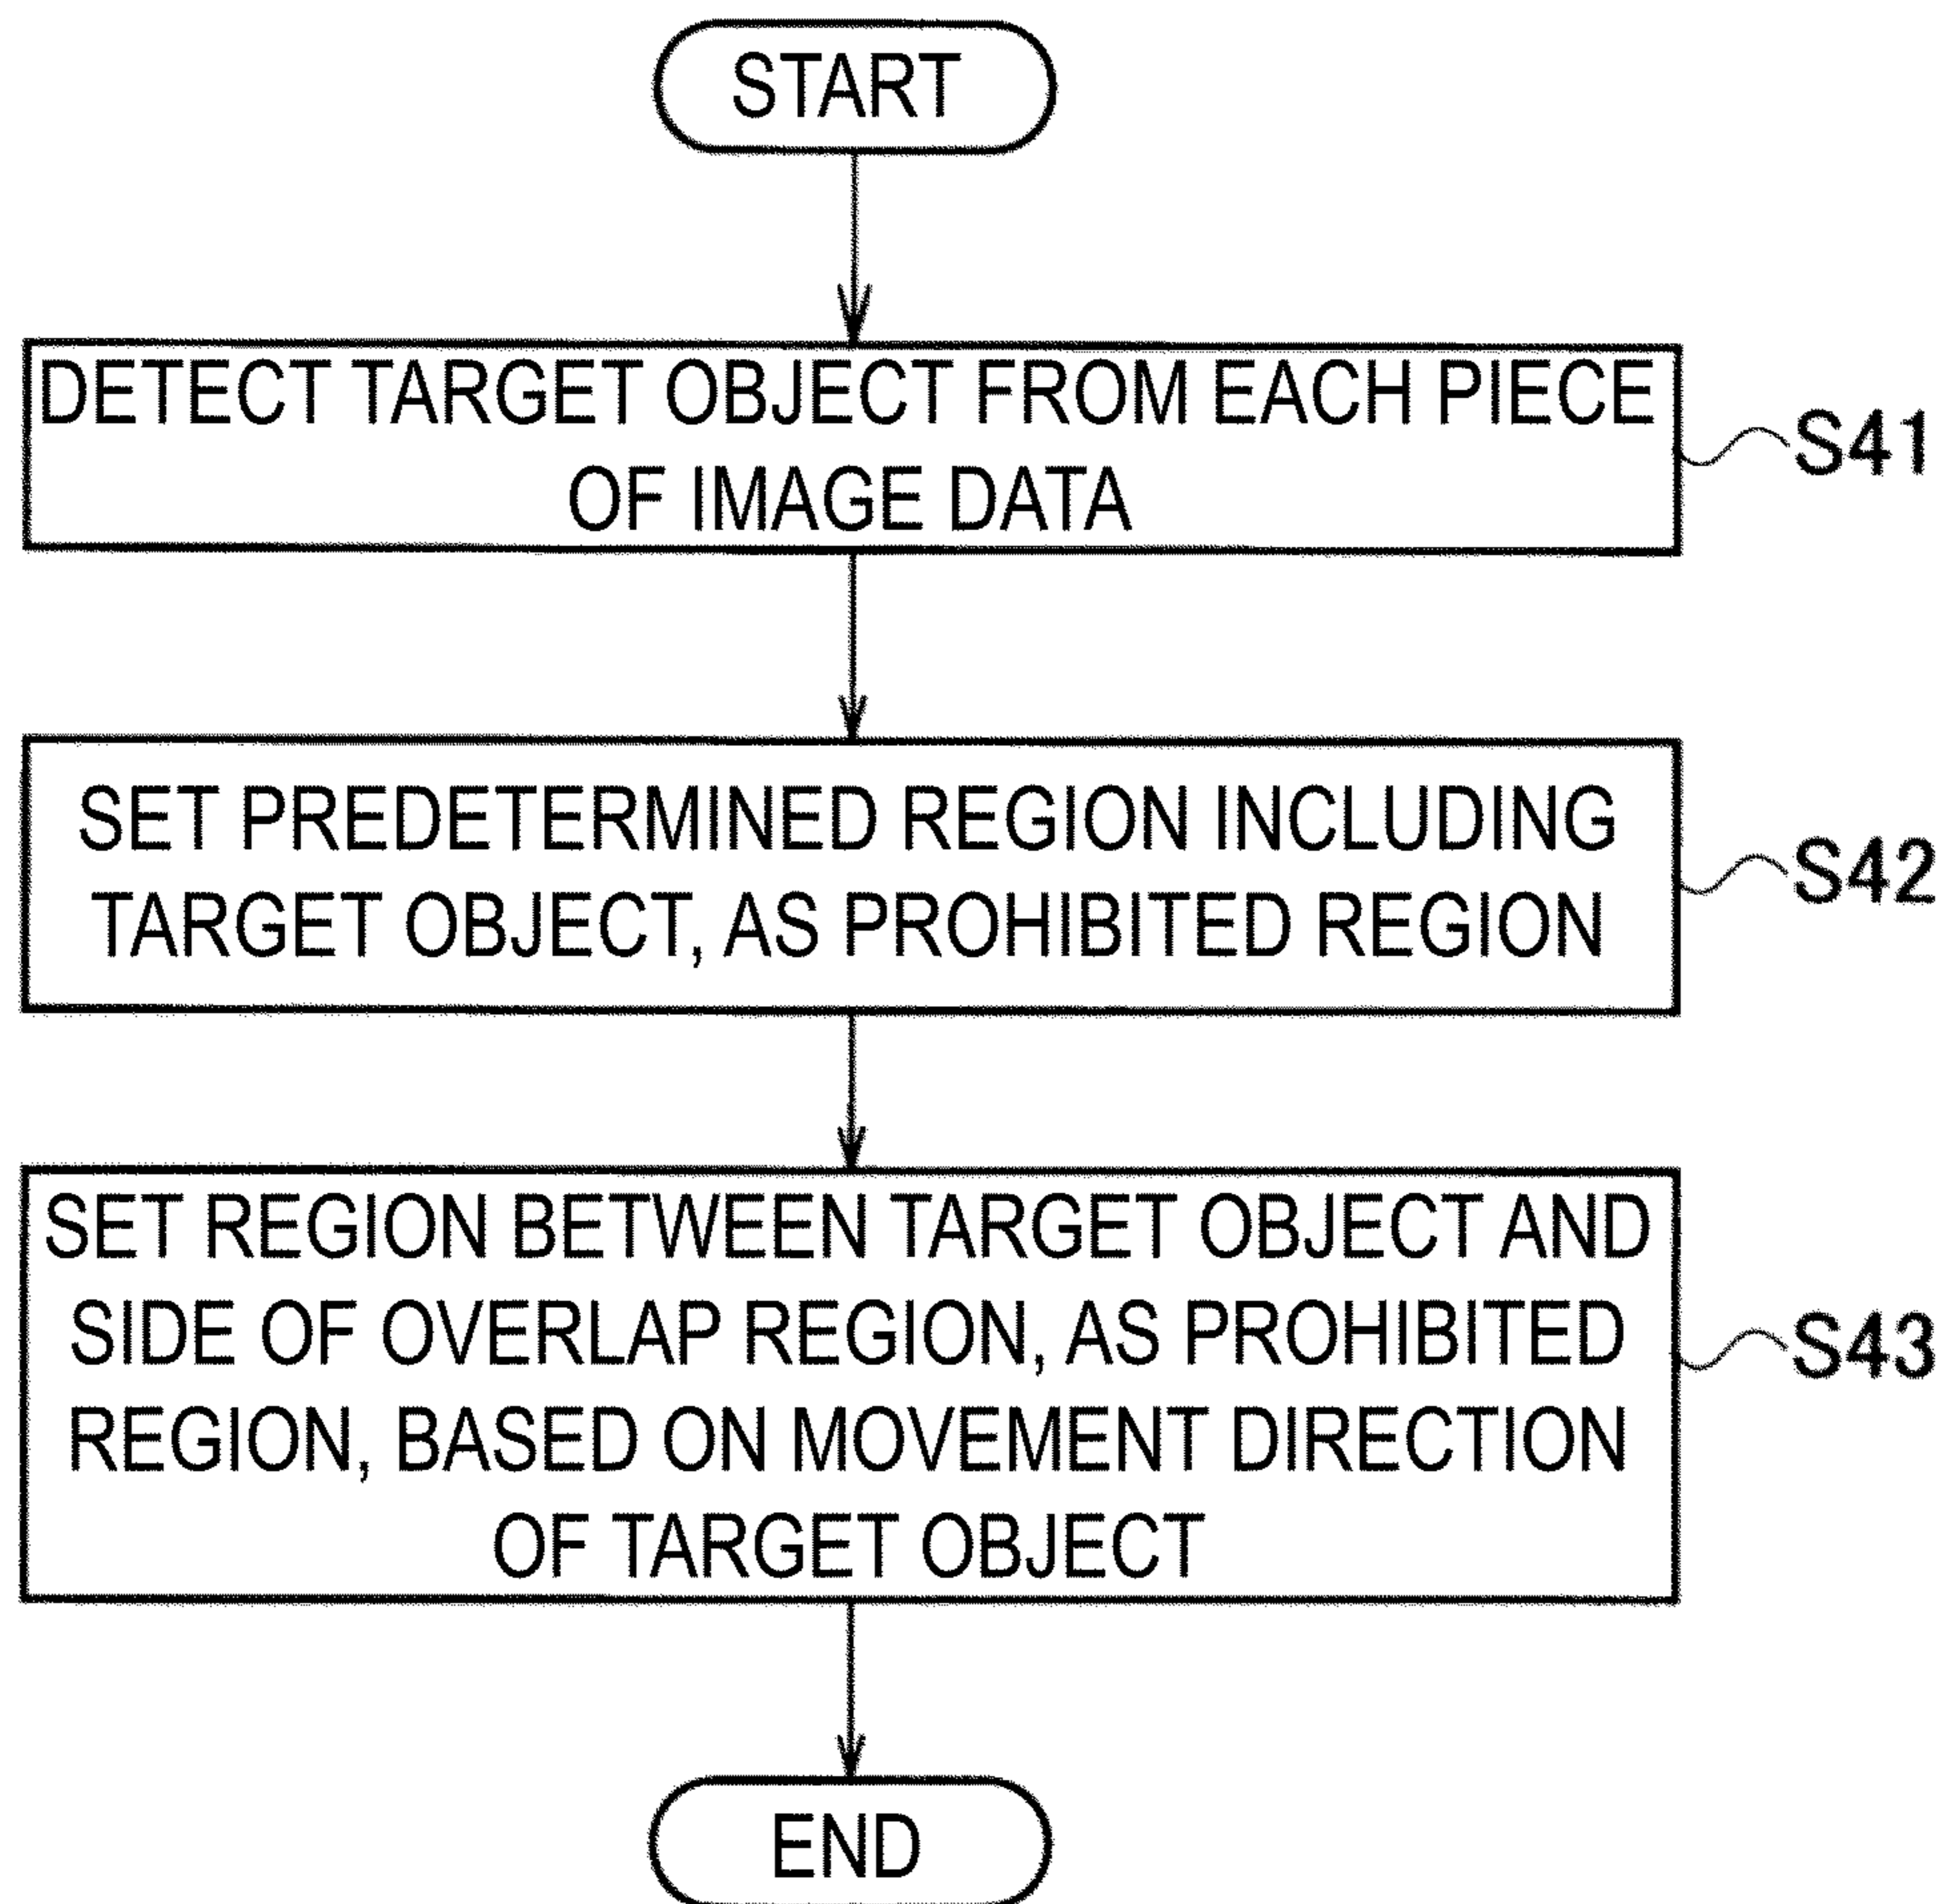 START
DETECT TARGET OBJECT FROM EACH PIECE
OF IMAGE DATA
S41
SET PREDETERMINED REGION INCLUDING
TARGET OBJECT, AS PROHIBITED REGION
S42
SET REGION BETWEEN TARGET OBJECT AND
SIDE OF OVERLAP REGION, AS PROHIBITED
REGION, BASED ON MOVEMENT DIRECTION
OF TARGET OBJECT
S43
END